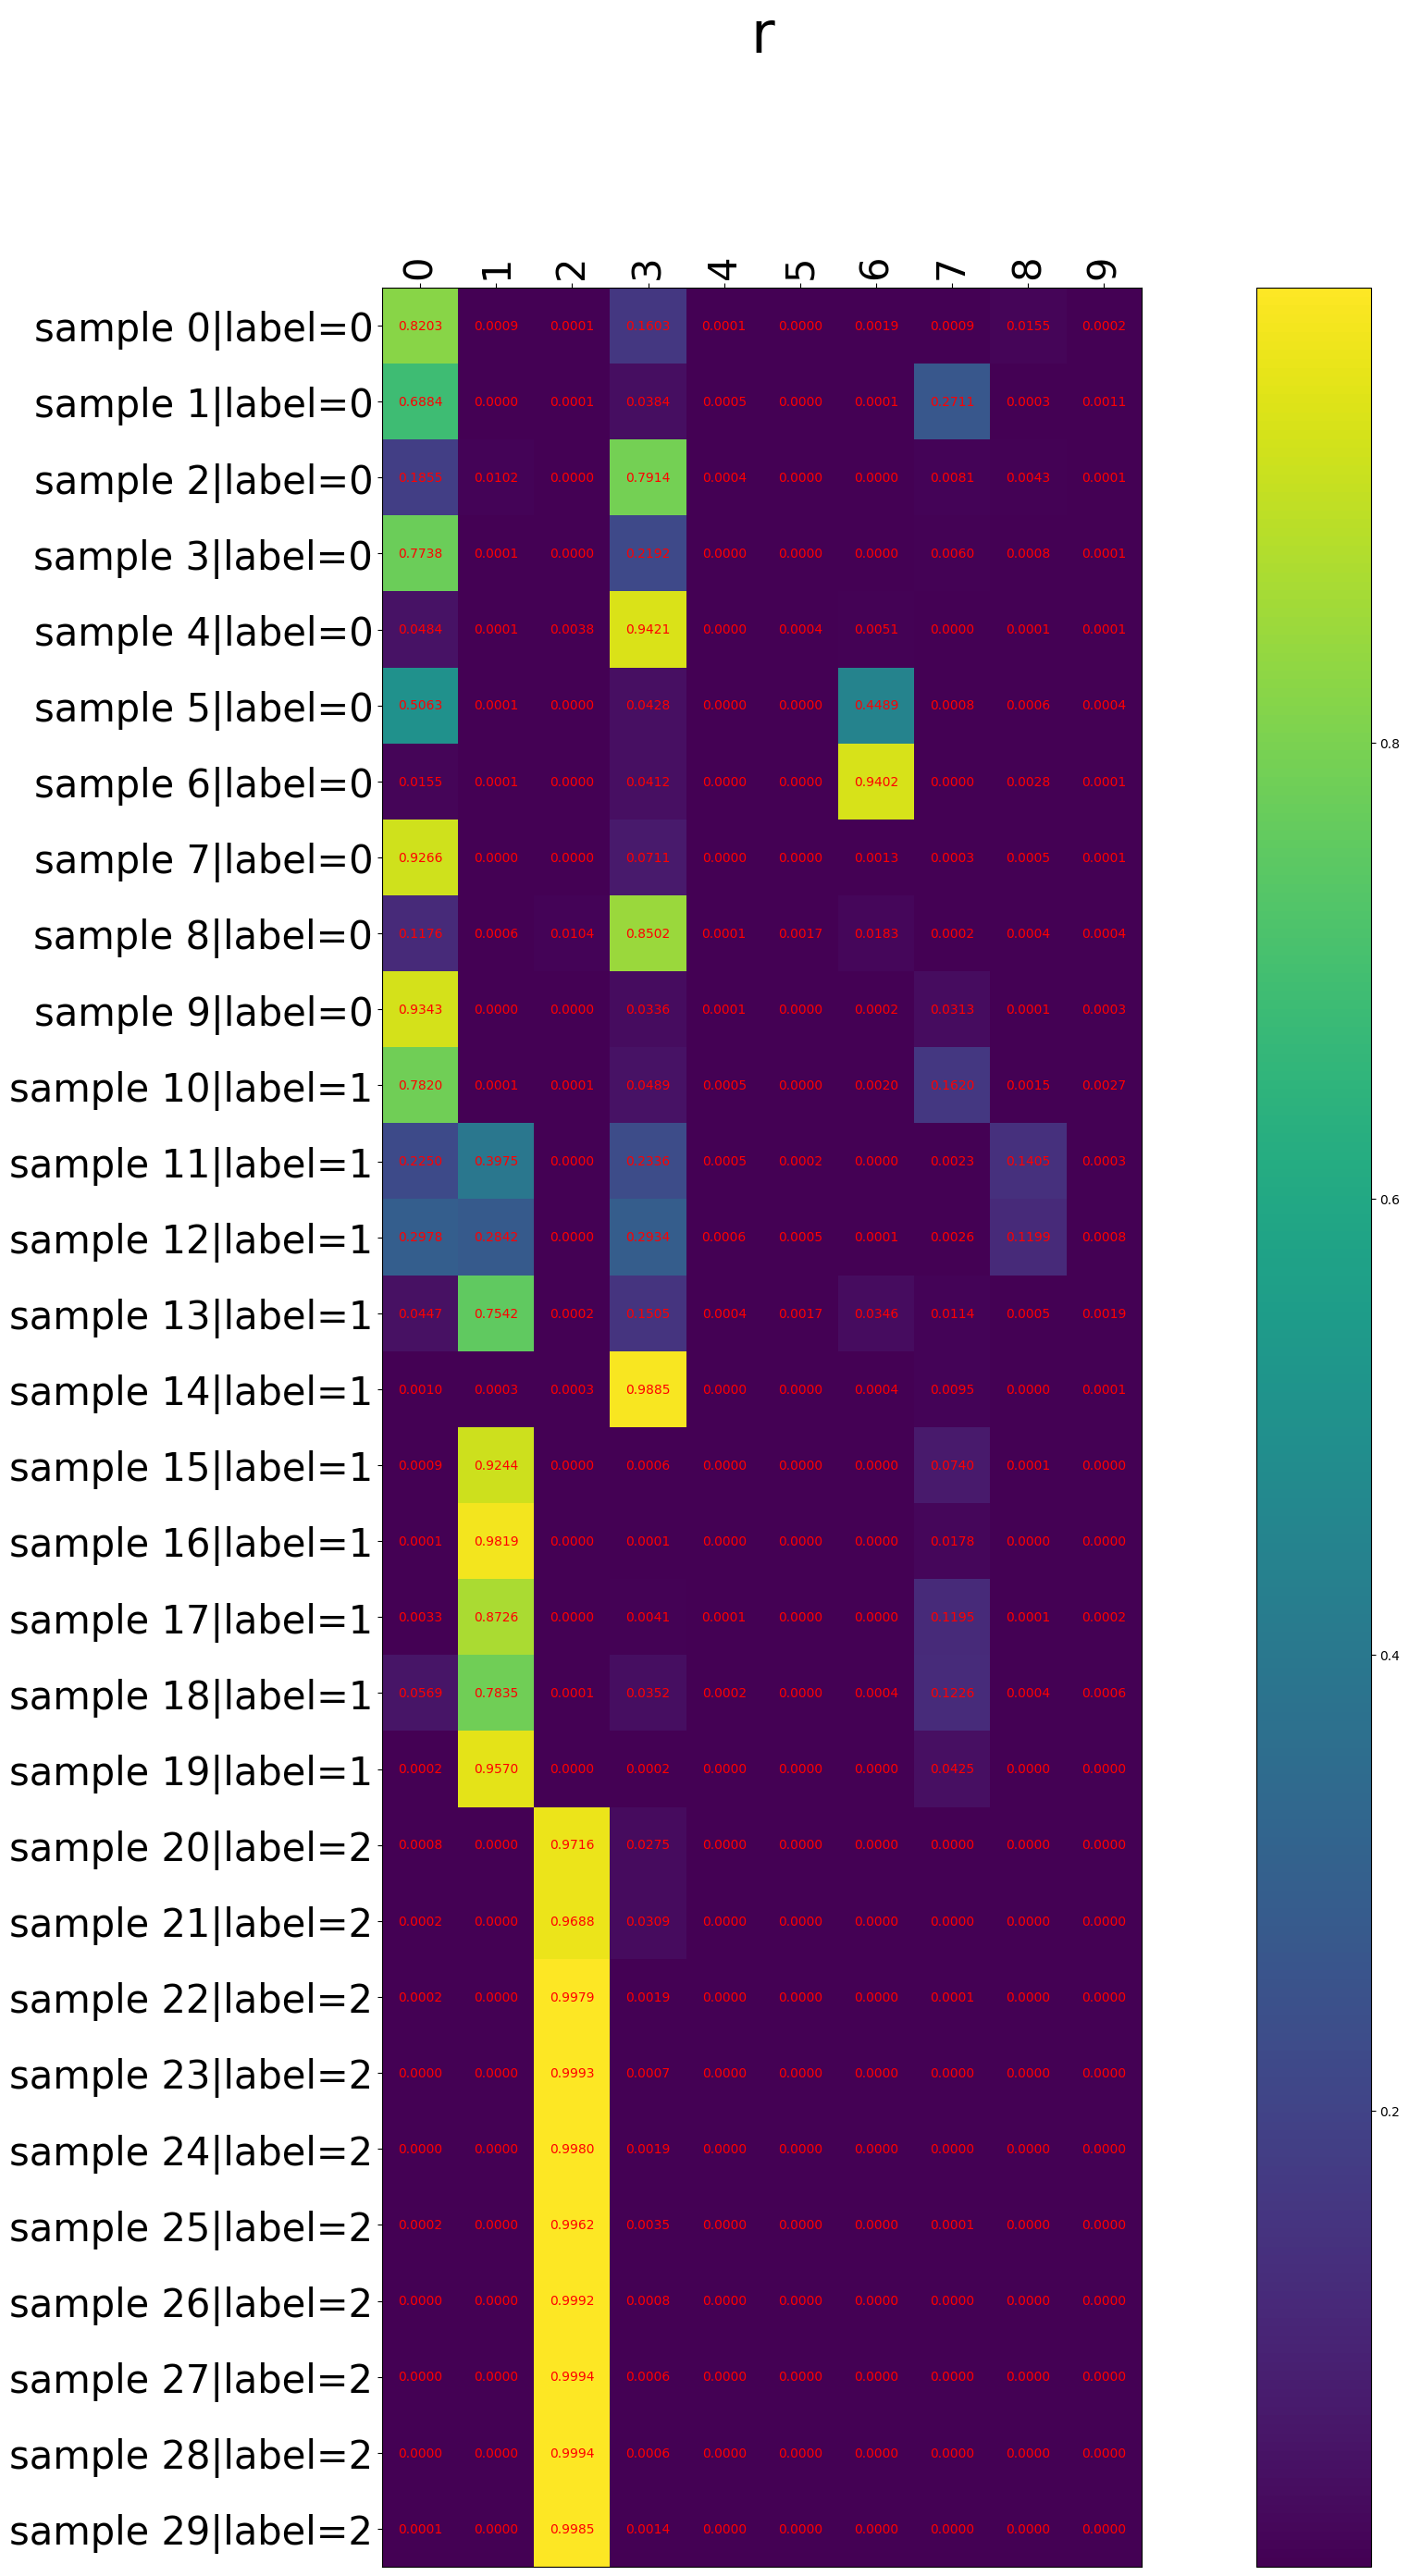 r
0 1 2 3 4 5 6 7 8 9
sample 0|label=0 0.8203 0.0009 0.0001 0.1603 0.0001 0.0000 0.0019 0.0009 0.0155 0.0002
sample 1|label=0 0.6884 0.0000 0.0001 0.0384 0.0005 0.0000 0.0001 0.2711 0.0003 0.0011
sample 2|label=0 0.1855 0.0102 0.0000 0.7914 0.0004 0.0000 0.0000 0.0081 0.0043 0.0001
sample 3|label=0 0.7738 0.0001 0.0000 0.2192 0.0000 0.0000 0.0000 0.0060 0.0008 0.0001
0.8
sample 4|label=0 0.0484 0.0001 0.0038 0.9421 0.0000 0.0004 0.0051 0.0000 0.0001 0.0001
sample 5|label=0 0.5063 0.0001 0.0000 0.0428 0.0000 0.0000 0.4489 0.0008 0.0006 0.0004
sample 6|label=0 0.0155 0.0001 0.0000 0.0412 0.0000 0.0000 0.9402 0.0000 0.0028 0.0001
sample 7|label=0 0.9266 0.0000 0.0000 0.0711 0.0000 0.0000 0.0013 0.0003 0.0005 0.0001
sample 8|label=0 0.1176 0.0006 0.0104 0.8502 0.0001 0.0017 0.0183 0.0002 0.0004 0.0004
sample 9|label=0 0.9343 0.0000 0.0000 0.0336 0.0001 0.0000 0.0002 0.0313 0.0001 0.0003
sample 10|label=1 0.7820 0.0001 0.0001 0.0489 0.0005 0.0000 0.0020 0.1620 0.0015 0.0027
sample 11|label=1 0.2250 0.3975 0.0000 0.2336 0.0005 0.0002 0.0000 0.0023 0.1405 0.0003
0.6
sample 12|label=1 0.2978 0.2842 0.0000 0.2934 0.0006 0.0005 0.0001 0.0026 0.1199 0.0008
sample 13|label=1 0.0447 0.7542 0.0002 0.1505 0.0004 0.0017 0.0346 0.0114 0.0005 0.0019
sample 14|label=1 0.0010 0.0003 0.0003 0.9885 0.0000 0.0000 0.0004 0.0095 0.0000 0.0001
sample 15|label=1 0.0009 0.9244 0.0000 0.0006 0.0000 0.0000 0.0000 0.0740 0.0001 0.0000
sample 16|label=1 0.0001 0.9819 0.0000 0.0001 0.0000 0.0000 0.0000 0.0178 0.0000 0.0000
sample 17|label=1 0.0033 0.8726 0.0000 0.0041 0.0001 0.0000 0.0000 0.1195 0.0001 0.0002
0.4
sample 18|label=1 0.0569 0.7835 0.0001 0.0352 0.0002 0.0000 0.0004 0.1226 0.0004 0.0006
sample 19|label=1 0.0002 0.9570 0.0000 0.0002 0.0000 0.0000 0.0000 0.0425 0.0000 0.0000
sample 20|label=2 0.0008 0.0000 0.9716 0.0275 0.0000 0.0000 0.0000 0.0000 0.0000 0.0000
sample 21|label=2 0.0002 0.0000 0.9688 0.0309 0.0000 0.0000 0.0000 0.0000 0.0000 0.0000
sample 22|label=2 0.0002 0.0000 0.9979 0.0019 0.0000 0.0000 0.0000 0.0001 0.0000 0.0000
sample 23|label=2 0.0000 0.0000 0.9993 0.0007 0.0000 0.0000 0.0000 0.0000 0.0000 0.0000
0.2
sample 24|label=2 0.0000 0.0000 0.9980 0.0019 0.0000 0.0000 0.0000 0.0000 0.0000 0.0000
sample 25|label=2 0.0002 0.0000 0.9962 0.0035 0.0000 0.0000 0.0000 0.0001 0.0000 0.0000
sample 26|label=2 0.0000 0.0000 0.9992 0.0008 0.0000 0.0000 0.0000 0.0000 0.0000 0.0000
sample 27|label=2 0.0000 0.0000 0.9994 0.0006 0.0000 0.0000 0.0000 0.0000 0.0000 0.0000
sample 28|label=2 0.0000 0.0000 0.9994 0.0006 0.0000 0.0000 0.0000 0.0000 0.0000 0.0000
sample 29|label=2 0.0001 0.0000 0.9985 0.0014 0.0000 0.0000 0.0000 0.0000 0.0000 0.0000